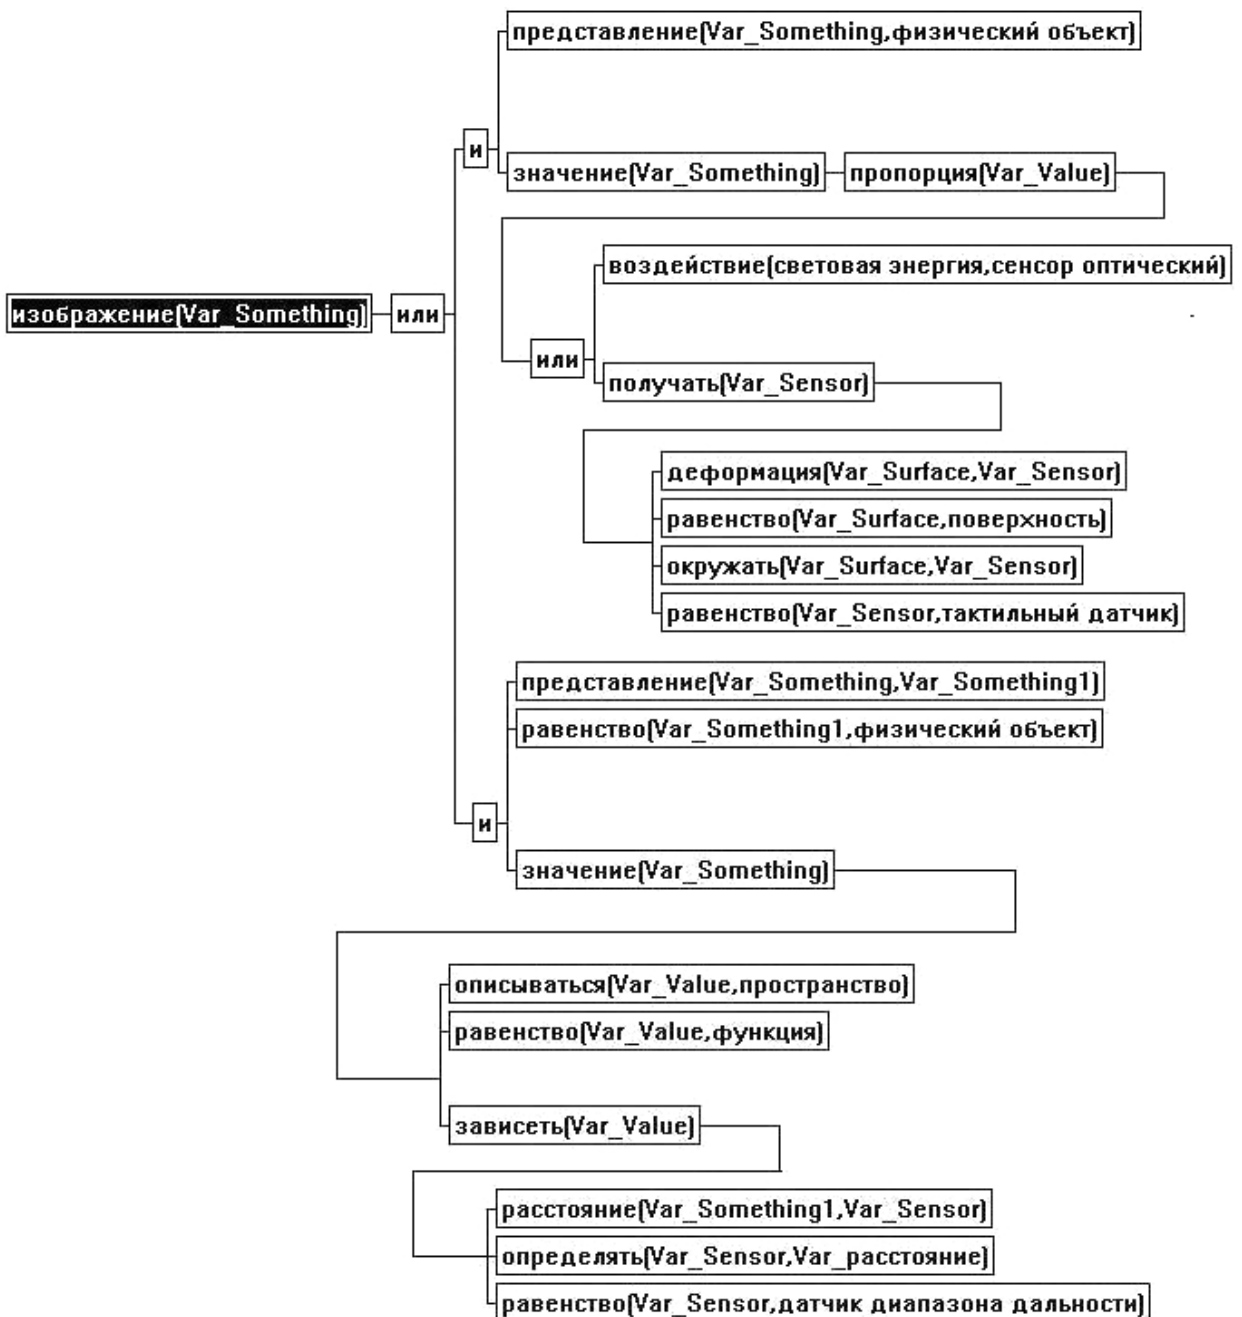 представление(Var_Something,физический объект)
и
значение(Var_Something)
пропорция(Var_Value)
воздействие(световая энергия,сенсор оптический)
изображение(Var_Something)
или
или
получать(Var_Sensor)
деформация(Var_Surface,Var_Sensor)
равенство(Var_Surface,поверхность)
окружать(Var_Surface,Var_Sensor)
равенство(Var_Sensor,тактильный датчик)
представление(Var_Something,Var_Something1)
равенство(Var_Something1,физический объект)
и
значение(Var_Something)
описываться(Var_Value,пространство)
равенство(Var_Value,функция)
зависеть(Var_Value)
расстояние(Var_Something1,Var_Sensor)
определять(Var_Sensor,Var_расстояние)
равенство(Var_Sensor,датчик диапазона дальности)